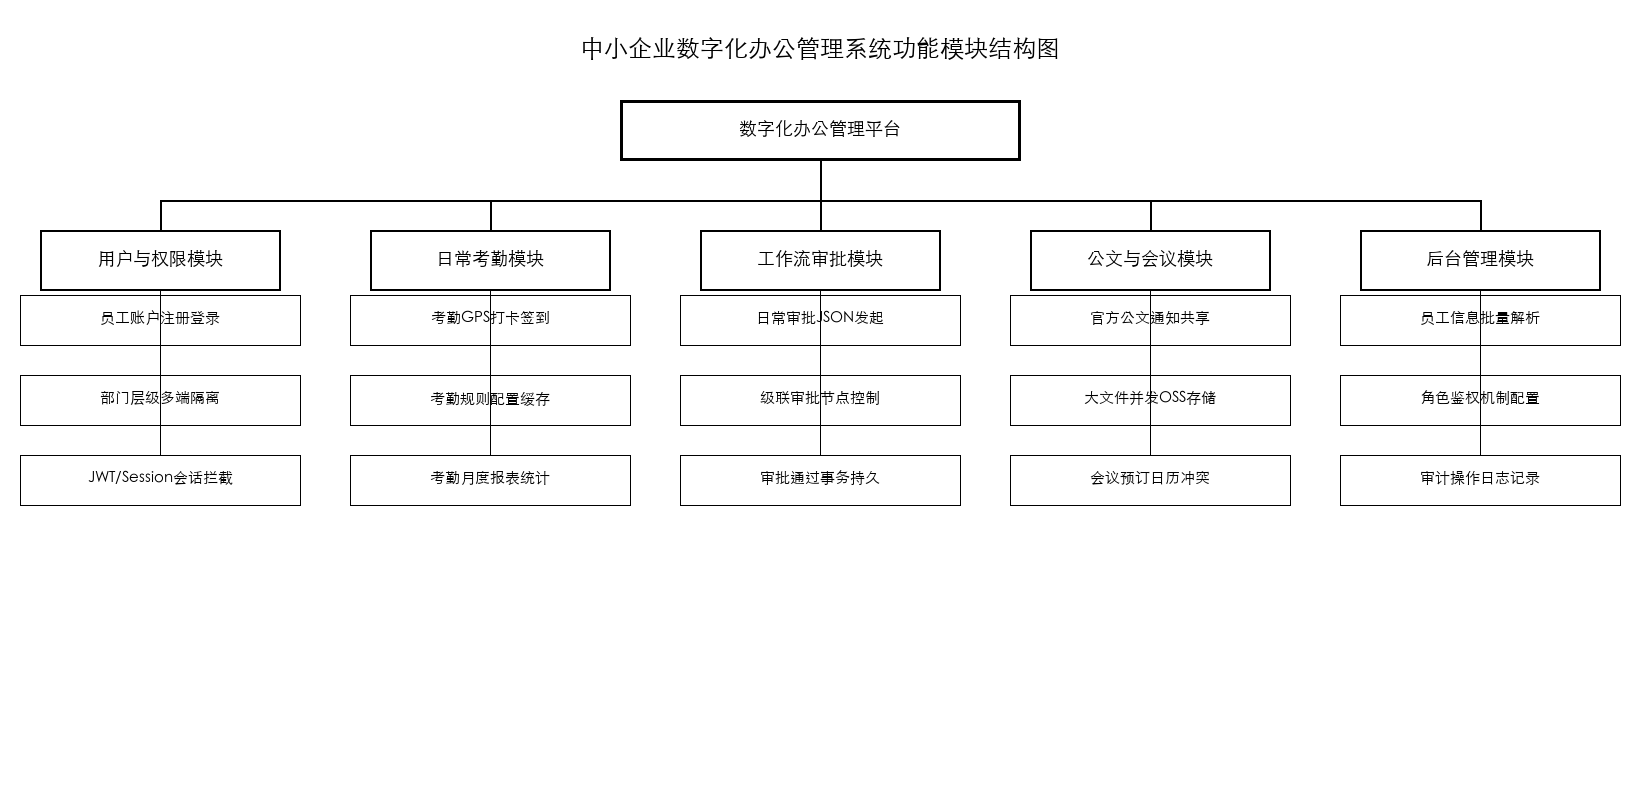 中小企业数字化办公管理系统功能模块结构图
数字化办公管理平台
用户与权限模块
日常考勤模块
工作流审批模块
公文与会议模块
后台管理模块
员工账户注册登录
考勤GPS打卡签到
日常审批JSON发起
官方公文通知共享
员工信息批量解析
部门层级多端隔离
考勤规则配置缓存
级联审批节点控制
大文件并发OSS存储
角色鉴权机制配置
JWT/Session会话拦截
考勤月度报表统计
审批通过事务持久
会议预订日历冲突
审计操作日志记录